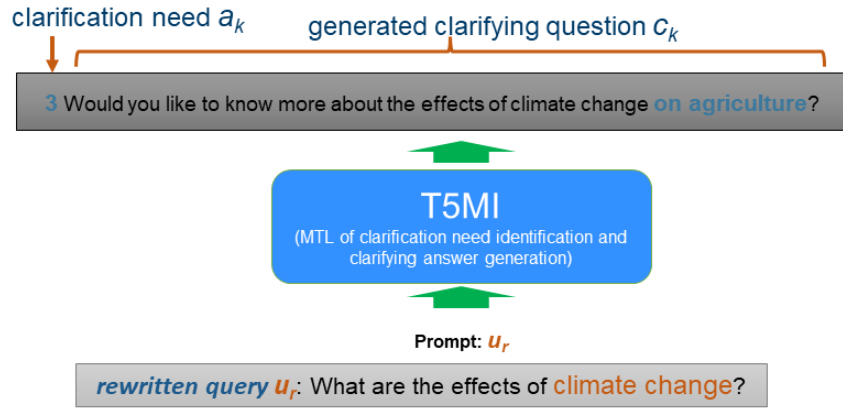 clarification need a_k
generated clarifying question c_k
3 Would you like to know more about the effects of climate change on agriculture?
T5MI
(MTL of clarification need identification and
clarifying answer generation)
Prompt: u_r
rewritten query u_r: What are the effects of climate change?